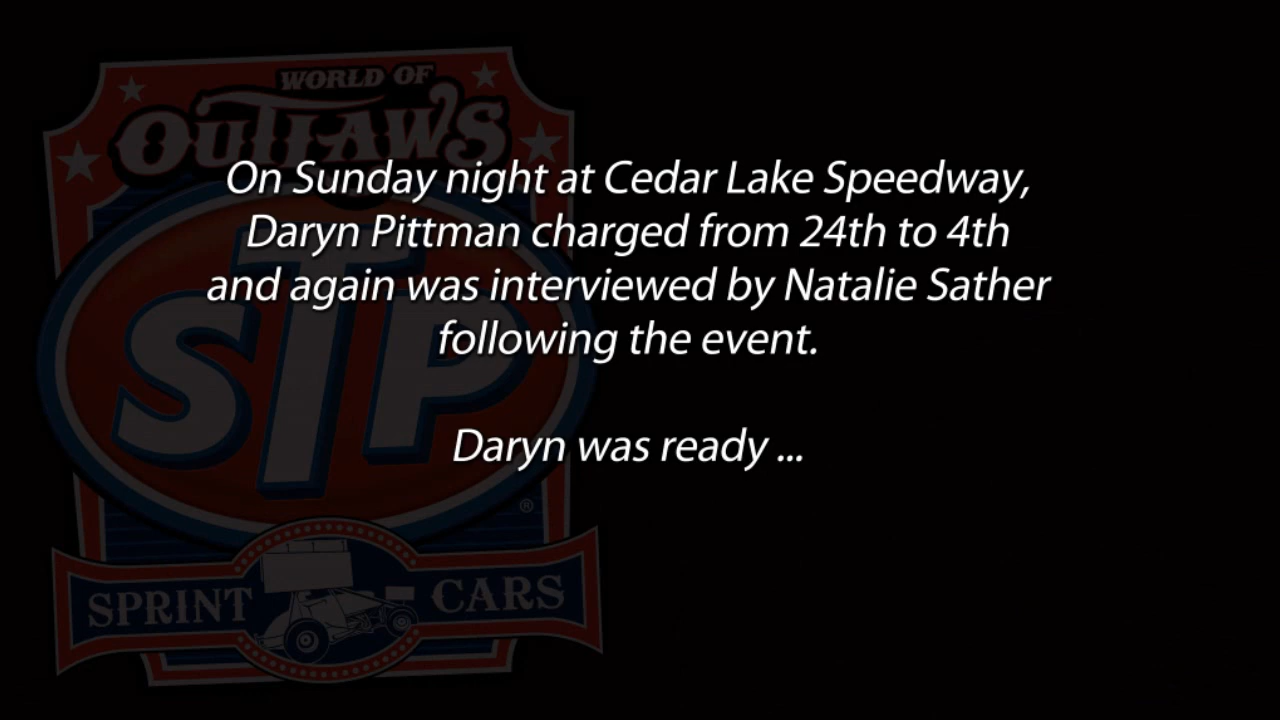 WORLD OF
OUTLAWS
On Sunday night at Cedar Lake Speedway,
Daryn Pittman charged from 24th to 4th
and again was interviewed by Natalie Sather
following the event.
Daryn was ready ...
STP
®
SPRINT CARS